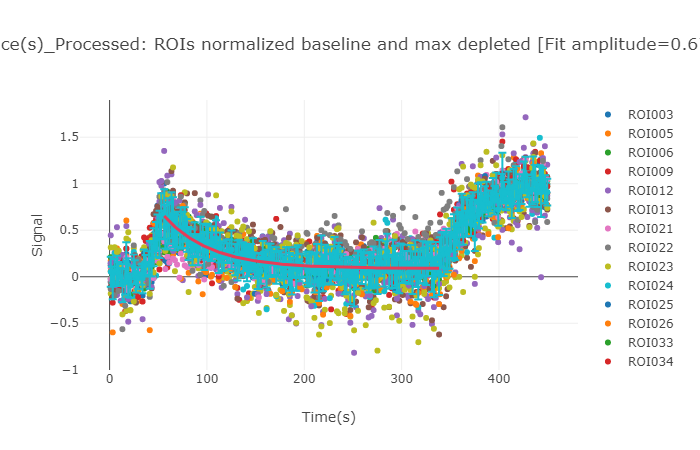 ce(s)_Processed: ROIs normalized baseline and max depleted [Fit amplitude=0.6
1.5
1
0.5
0
−0.5
−1
Signal
0
100
200
300
400
Time(s)
ROI003
ROI005
ROI006
ROI009
ROI012
ROI013
ROI021
ROI022
ROI023
ROI024
ROI025
ROI026
ROI033
ROI034